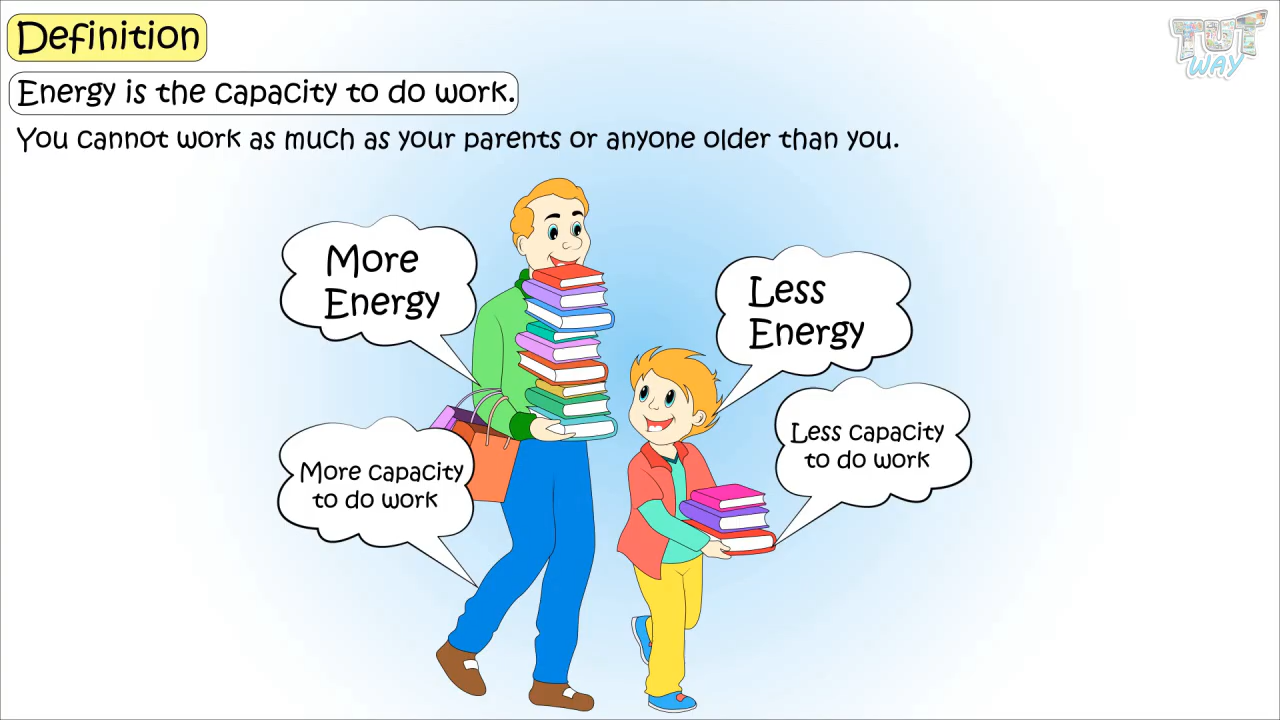 Definition
TUT
WAY
Energy is the capacity to do work.
You cannot work as much as your parents or anyone older than you.
More
Energy
Less
Energy
More capacity
to do work
Less capacity
to do work